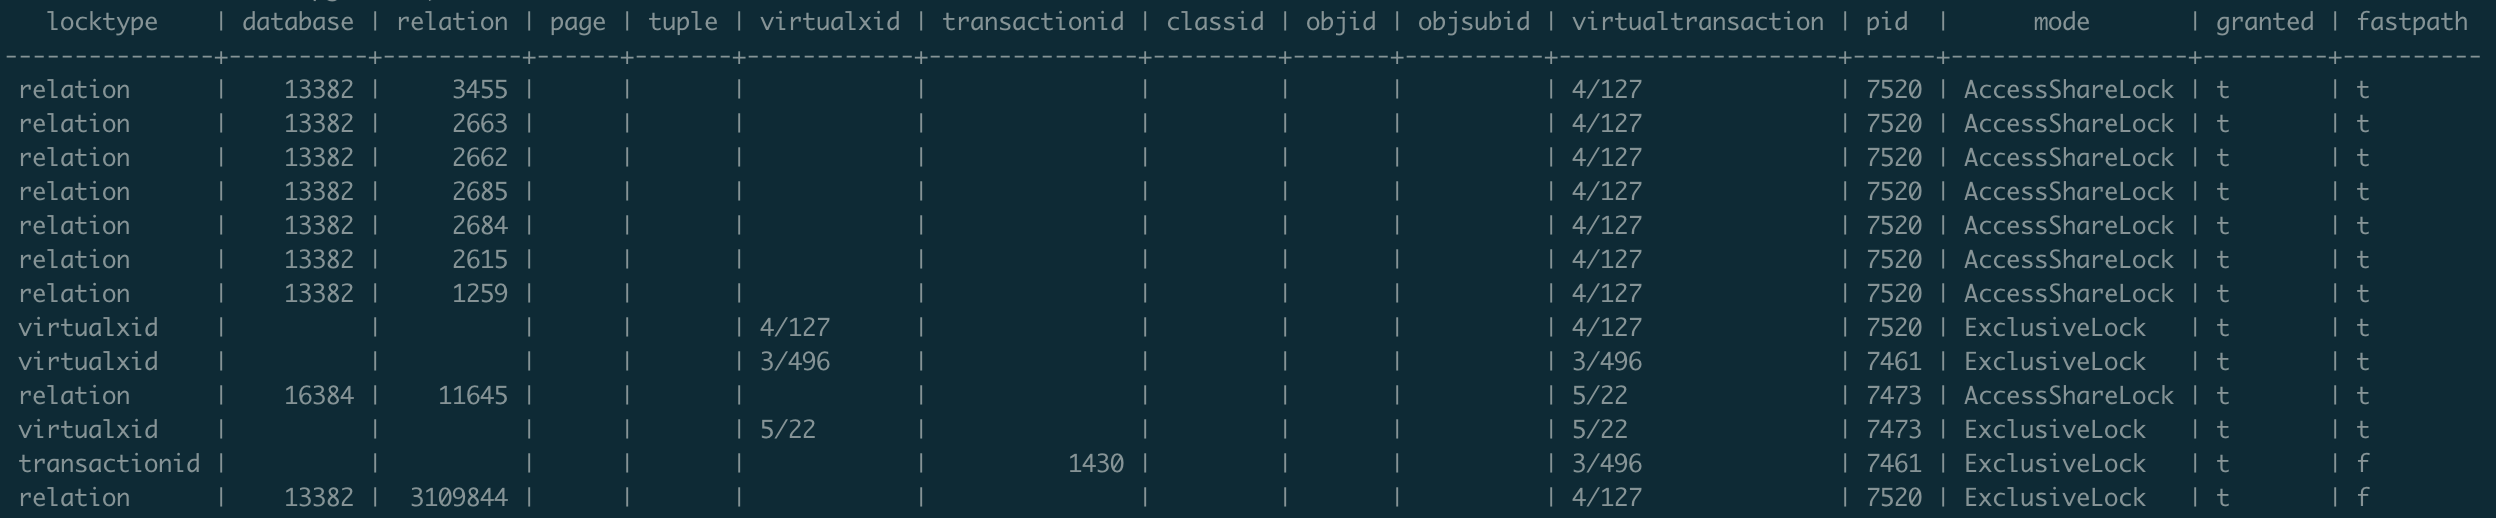 locktype | database | relation | page | tuple | virtualxid | transactionid | classid | objid | objsubid | virtualtransaction | pid | mode | granted | fastpath
---------------+----------+----------+------+-------+------------+---------------+---------+-------+----------+--------------------+------+-----------------+---------+----------
relation | 13382 | 3455 | | | | | | | | 4/127 | 7520 | AccessShareLock | t | t
relation | 13382 | 2663 | | | | | | | | 4/127 | 7520 | AccessShareLock | t | t
relation | 13382 | 2662 | | | | | | | | 4/127 | 7520 | AccessShareLock | t | t
relation | 13382 | 2685 | | | | | | | | 4/127 | 7520 | AccessShareLock | t | t
relation | 13382 | 2684 | | | | | | | | 4/127 | 7520 | AccessShareLock | t | t
relation | 13382 | 2615 | | | | | | | | 4/127 | 7520 | AccessShareLock | t | t
relation | 13382 | 1259 | | | | | | | | 4/127 | 7520 | AccessShareLock | t | t
virtualxid | | | | | 4/127 | | | | | 4/127 | 7520 | ExclusiveLock | t | t
virtualxid | | | | | 3/496 | | | | | 3/496 | 7461 | ExclusiveLock | t | t
relation | 16384 | 11645 | | | | | | | | 5/22 | 7473 | AccessShareLock | t | t
virtualxid | | | | | 5/22 | | | | | 5/22 | 7473 | ExclusiveLock | t | t
transactionid | | | | | | 1430 | | | | 3/496 | 7461 | ExclusiveLock | t | f
relation | 13382 | 3109844 | | | | | | | | 4/127 | 7520 | ExclusiveLock | t | f